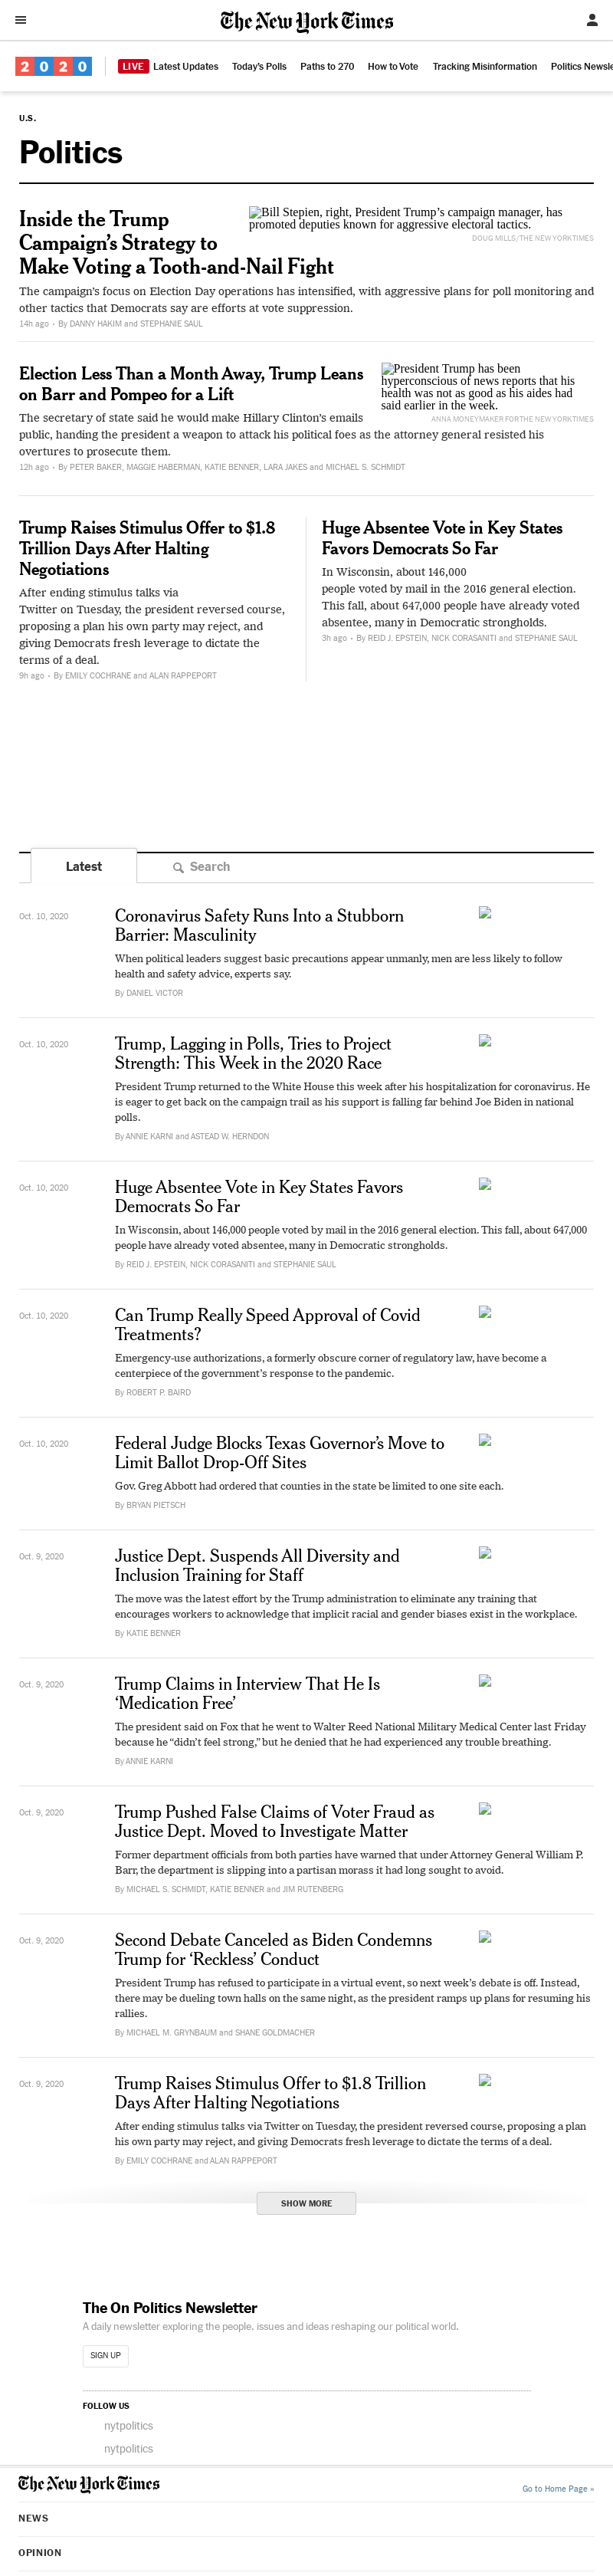 The New York Times
2020
LIVE Latest Updates Today's Polls Paths to 270 How to Vote Tracking Misinformation Politics Newsle
U.S.
Politics
Inside the Trump
Campaign's Strategy to
Make Voting a Tooth-and-Nail Fight
Bill Stepien, right, President Trump's campaign manager, has
promoted deputies known for aggressive electoral tactics.
DOUG MILLS/THE NEW YORK TIMES
The campaign's focus on Election Day operations has intensified, with aggressive plans for poll monitoring and
other tactics that Democrats say are efforts at vote suppression.
14h ago • By DANNY HAKIM and STEPHANIE SAUL
Election Less Than a Month Away, Trump Leans
on Barr and Pompeo for a Lift
President Trump has been
hyperconscious of news reports that his
health was not as good as his aides had
said earlier in the week.
ANNA MONEYMAKER FOR THE NEW YORK TIMES
The secretary of state said he would make Hillary Clinton's emails
public, handing the president a weapon to attack his political foes as the attorney general resisted his
overtures to prosecute them.
12h ago • By PETER BAKER, MAGGIE HABERMAN, KATIE BENNER, LARA JAKES and MICHAEL S. SCHMIDT
Trump Raises Stimulus Offer to $1.8
Trillion Days After Halting
Negotiations
After ending stimulus talks via
Twitter on Tuesday, the president reversed course,
proposing a plan his own party may reject, and
giving Democrats fresh leverage to dictate the
terms of a deal.
9h ago • By EMILY COCHRANE and ALAN RAPPEPORT
Huge Absentee Vote in Key States
Favors Democrats So Far
In Wisconsin, about 146,000
people voted by mail in the 2016 general election.
This fall, about 647,000 people have already voted
absentee, many in Democratic strongholds.
3h ago • By REID J. EPSTEIN, NICK CORASANITI and STEPHANIE SAUL
Latest
Search
Oct. 10, 2020
Coronavirus Safety Runs Into a Stubborn
Barrier: Masculinity
When political leaders suggest basic precautions appear unmanly, men are less likely to follow
health and safety advice, experts say.
By DANIEL VICTOR
Oct. 10, 2020
Trump, Lagging in Polls, Tries to Project
Strength: This Week in the 2020 Race
President Trump returned to the White House this week after his hospitalization for coronavirus. He
is eager to get back on the campaign trail as his support is falling far behind Joe Biden in national
polls.
By ANNIE KARNI and ASTEAD W. HERNDON
Oct. 10, 2020
Huge Absentee Vote in Key States Favors
Democrats So Far
In Wisconsin, about 146,000 people voted by mail in the 2016 general election. This fall, about 647,000
people have already voted absentee, many in Democratic strongholds.
By REID J. EPSTEIN, NICK CORASANITI and STEPHANIE SAUL
Oct. 10, 2020
Can Trump Really Speed Approval of Covid
Treatments?
Emergency-use authorizations, a formerly obscure corner of regulatory law, have become a
centerpiece of the government's response to the pandemic.
By ROBERT P. BAIRD
Oct. 10, 2020
Federal Judge Blocks Texas Governor's Move to
Limit Ballot Drop-Off Sites
Gov. Greg Abbott had ordered that counties in the state be limited to one site each.
By BRYAN PIETSCH
Oct. 9, 2020
Justice Dept. Suspends All Diversity and
Inclusion Training for Staff
The move was the latest effort by the Trump administration to eliminate any training that
encourages workers to acknowledge that implicit racial and gender biases exist in the workplace.
By KATIE BENNER
Oct. 9, 2020
Trump Claims in Interview That He Is
'Medication Free'
The president said on Fox that he went to Walter Reed National Military Medical Center last Friday
because he "didn't feel strong," but he denied that he had experienced any trouble breathing.
By ANNIE KARNI
Oct. 9, 2020
Trump Pushed False Claims of Voter Fraud as
Justice Dept. Moved to Investigate Matter
Former department officials from both parties have warned that under Attorney General William P.
Barr, the department is slipping into a partisan morass it had long sought to avoid.
By MICHAEL S. SCHMIDT, KATIE BENNER and JIM RUTENBERG
Oct. 9, 2020
Second Debate Canceled as Biden Condemns
Trump for 'Reckless' Conduct
President Trump has refused to participate in a virtual event, so next week's debate is off. Instead,
there may be dueling town halls on the same night, as the president ramps up plans for resuming his
rallies.
By MICHAEL M. GRYNBAUM and SHANE GOLDMACHER
Oct. 9, 2020
Trump Raises Stimulus Offer to $1.8 Trillion
Days After Halting Negotiations
After ending stimulus talks via Twitter on Tuesday, the president reversed course, proposing a plan
his own party may reject, and giving Democrats fresh leverage to dictate the terms of a deal.
By EMILY COCHRANE and ALAN RAPPEPORT
SHOW MORE
The On Politics Newsletter
A daily newsletter exploring the people, issues and ideas reshaping our political world.
SIGN UP
FOLLOW US
nytpolitics
nytpolitics
The New York Times
Go to Home Page »
NEWS
OPINION